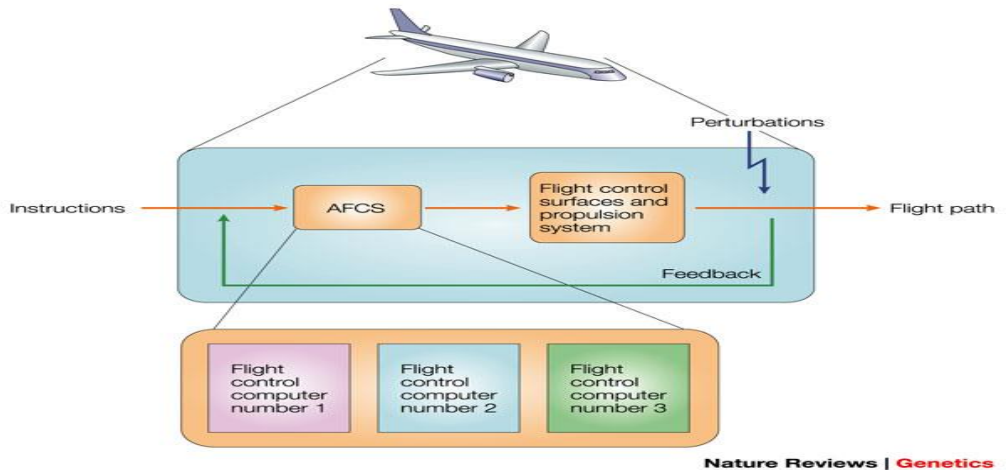 Perturbations
Instructions
AFCS
Flight control
surfaces and
propulsion
system
Flight path
Feedback
Flight
control
computer
number 1
Flight
control
computer
number 2
Flight
control
computer
number 3
Nature Reviews | Genetics